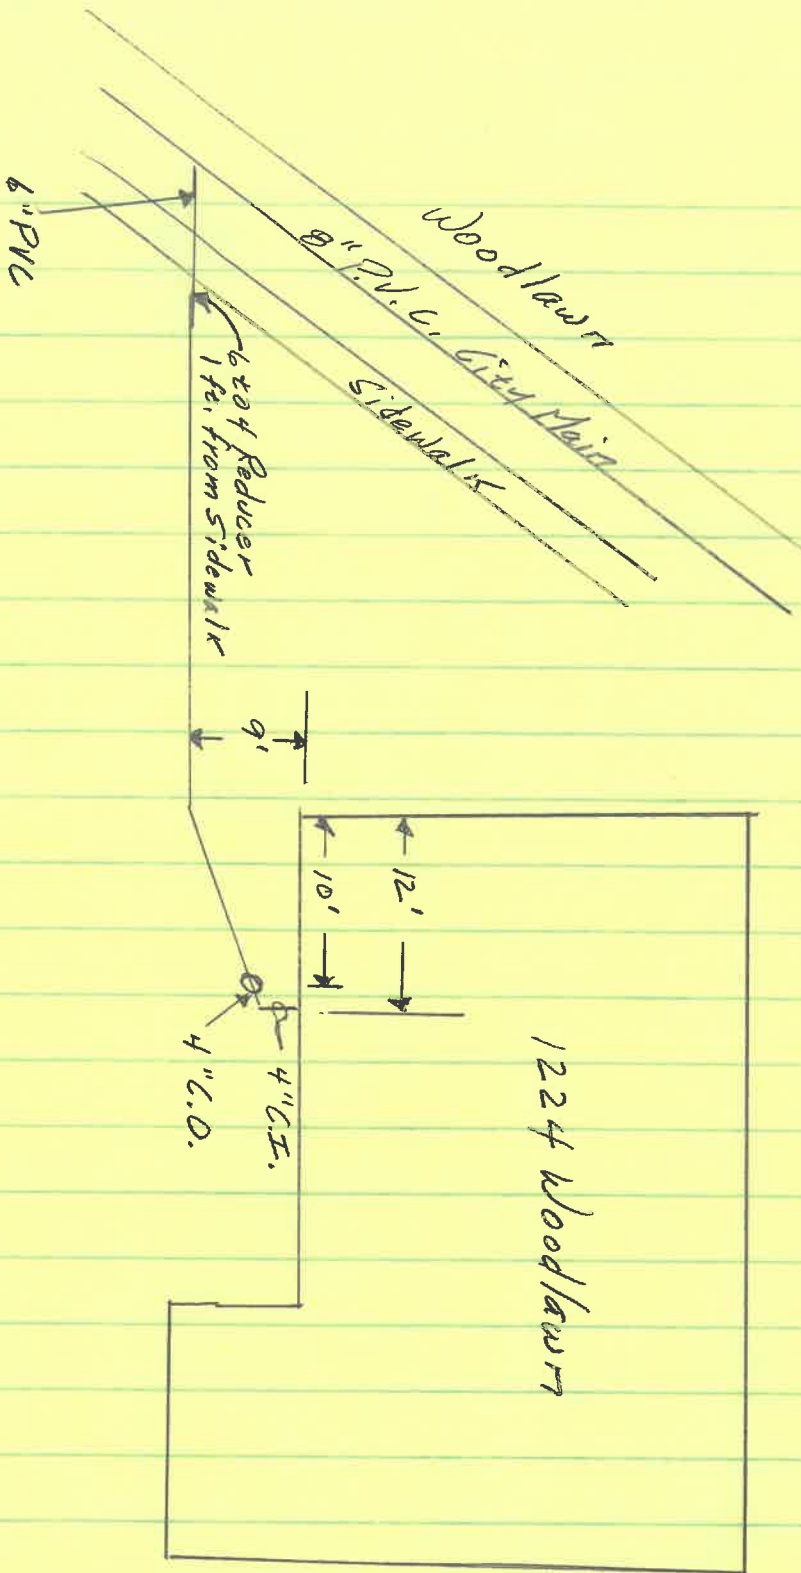 Woodlawn
8" P.V.C. City Main
Sidewalk
6" PVC
6 to 4 Reducer
1 ft. from Sidewalk
9'
10'
12'
4" C.O.
4" C.I.
1224 Woodlawn